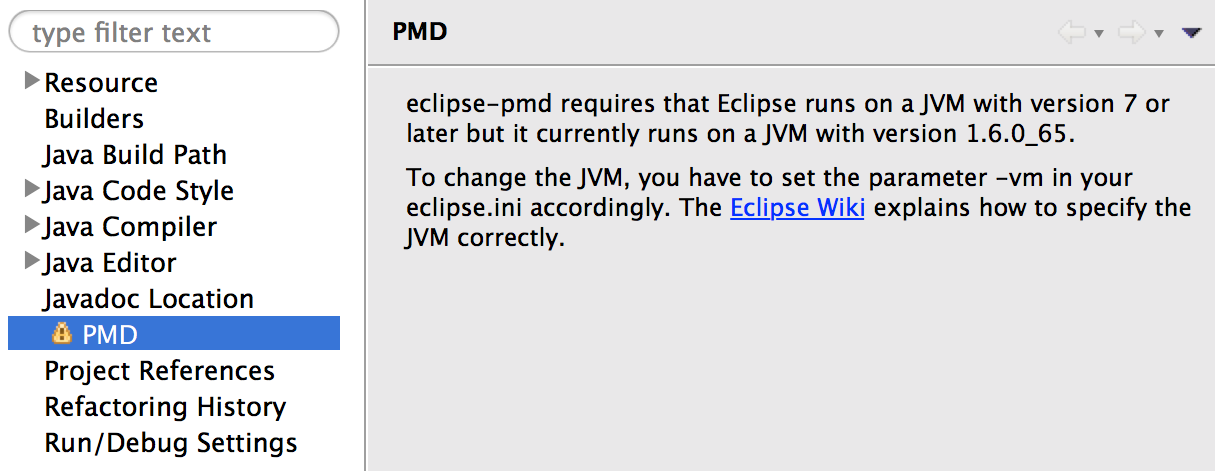 type filter text
Resource
Builders
Java Build Path
Java Code Style
Java Compiler
Java Editor
Javadoc Location
PMD
Project References
Refactoring History
Run/Debug Settings
PMD
eclipse-pmd requires that Eclipse runs on a JVM with version 7 or
later but it currently runs on a JVM with version 1.6.0_65.
To change the JVM, you have to set the parameter -vm in your
eclipse.ini accordingly. The Eclipse Wiki explains how to specify the
JVM correctly.